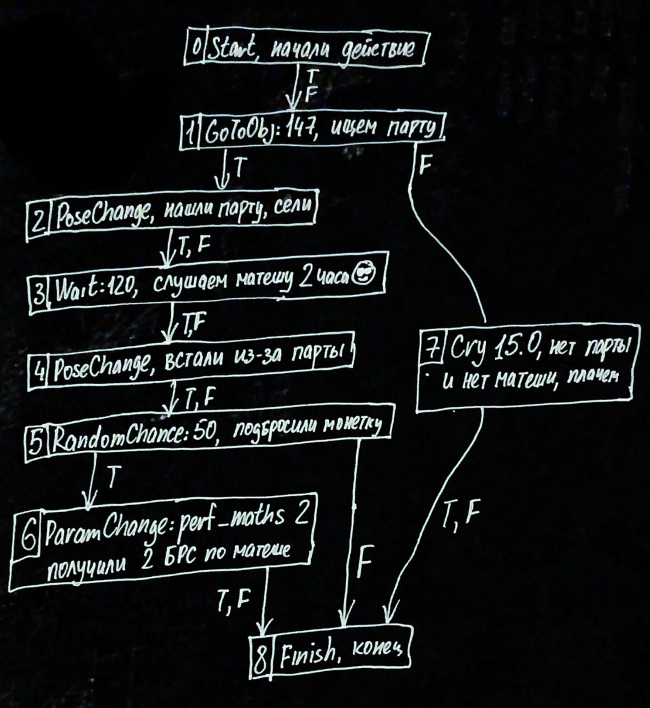 0 Start, начали действие
T
F
1 GoToObj: 147, ищем парту
T
F
2 PoseChange, нашли парту, сели
T, F
3 Wait:120, слушаем матешу 2 часа
T,F
4 PoseChange, встали из-за парты
T, F
7 Cry 15.0, нет парты
и нет матеши, плачем
5 RandomChance: 50, подбросили монетку
T
6 ParamChange: perf_maths 2
получили 2 БРС по матеше
T, F
F
T, F
8 Finish, конец